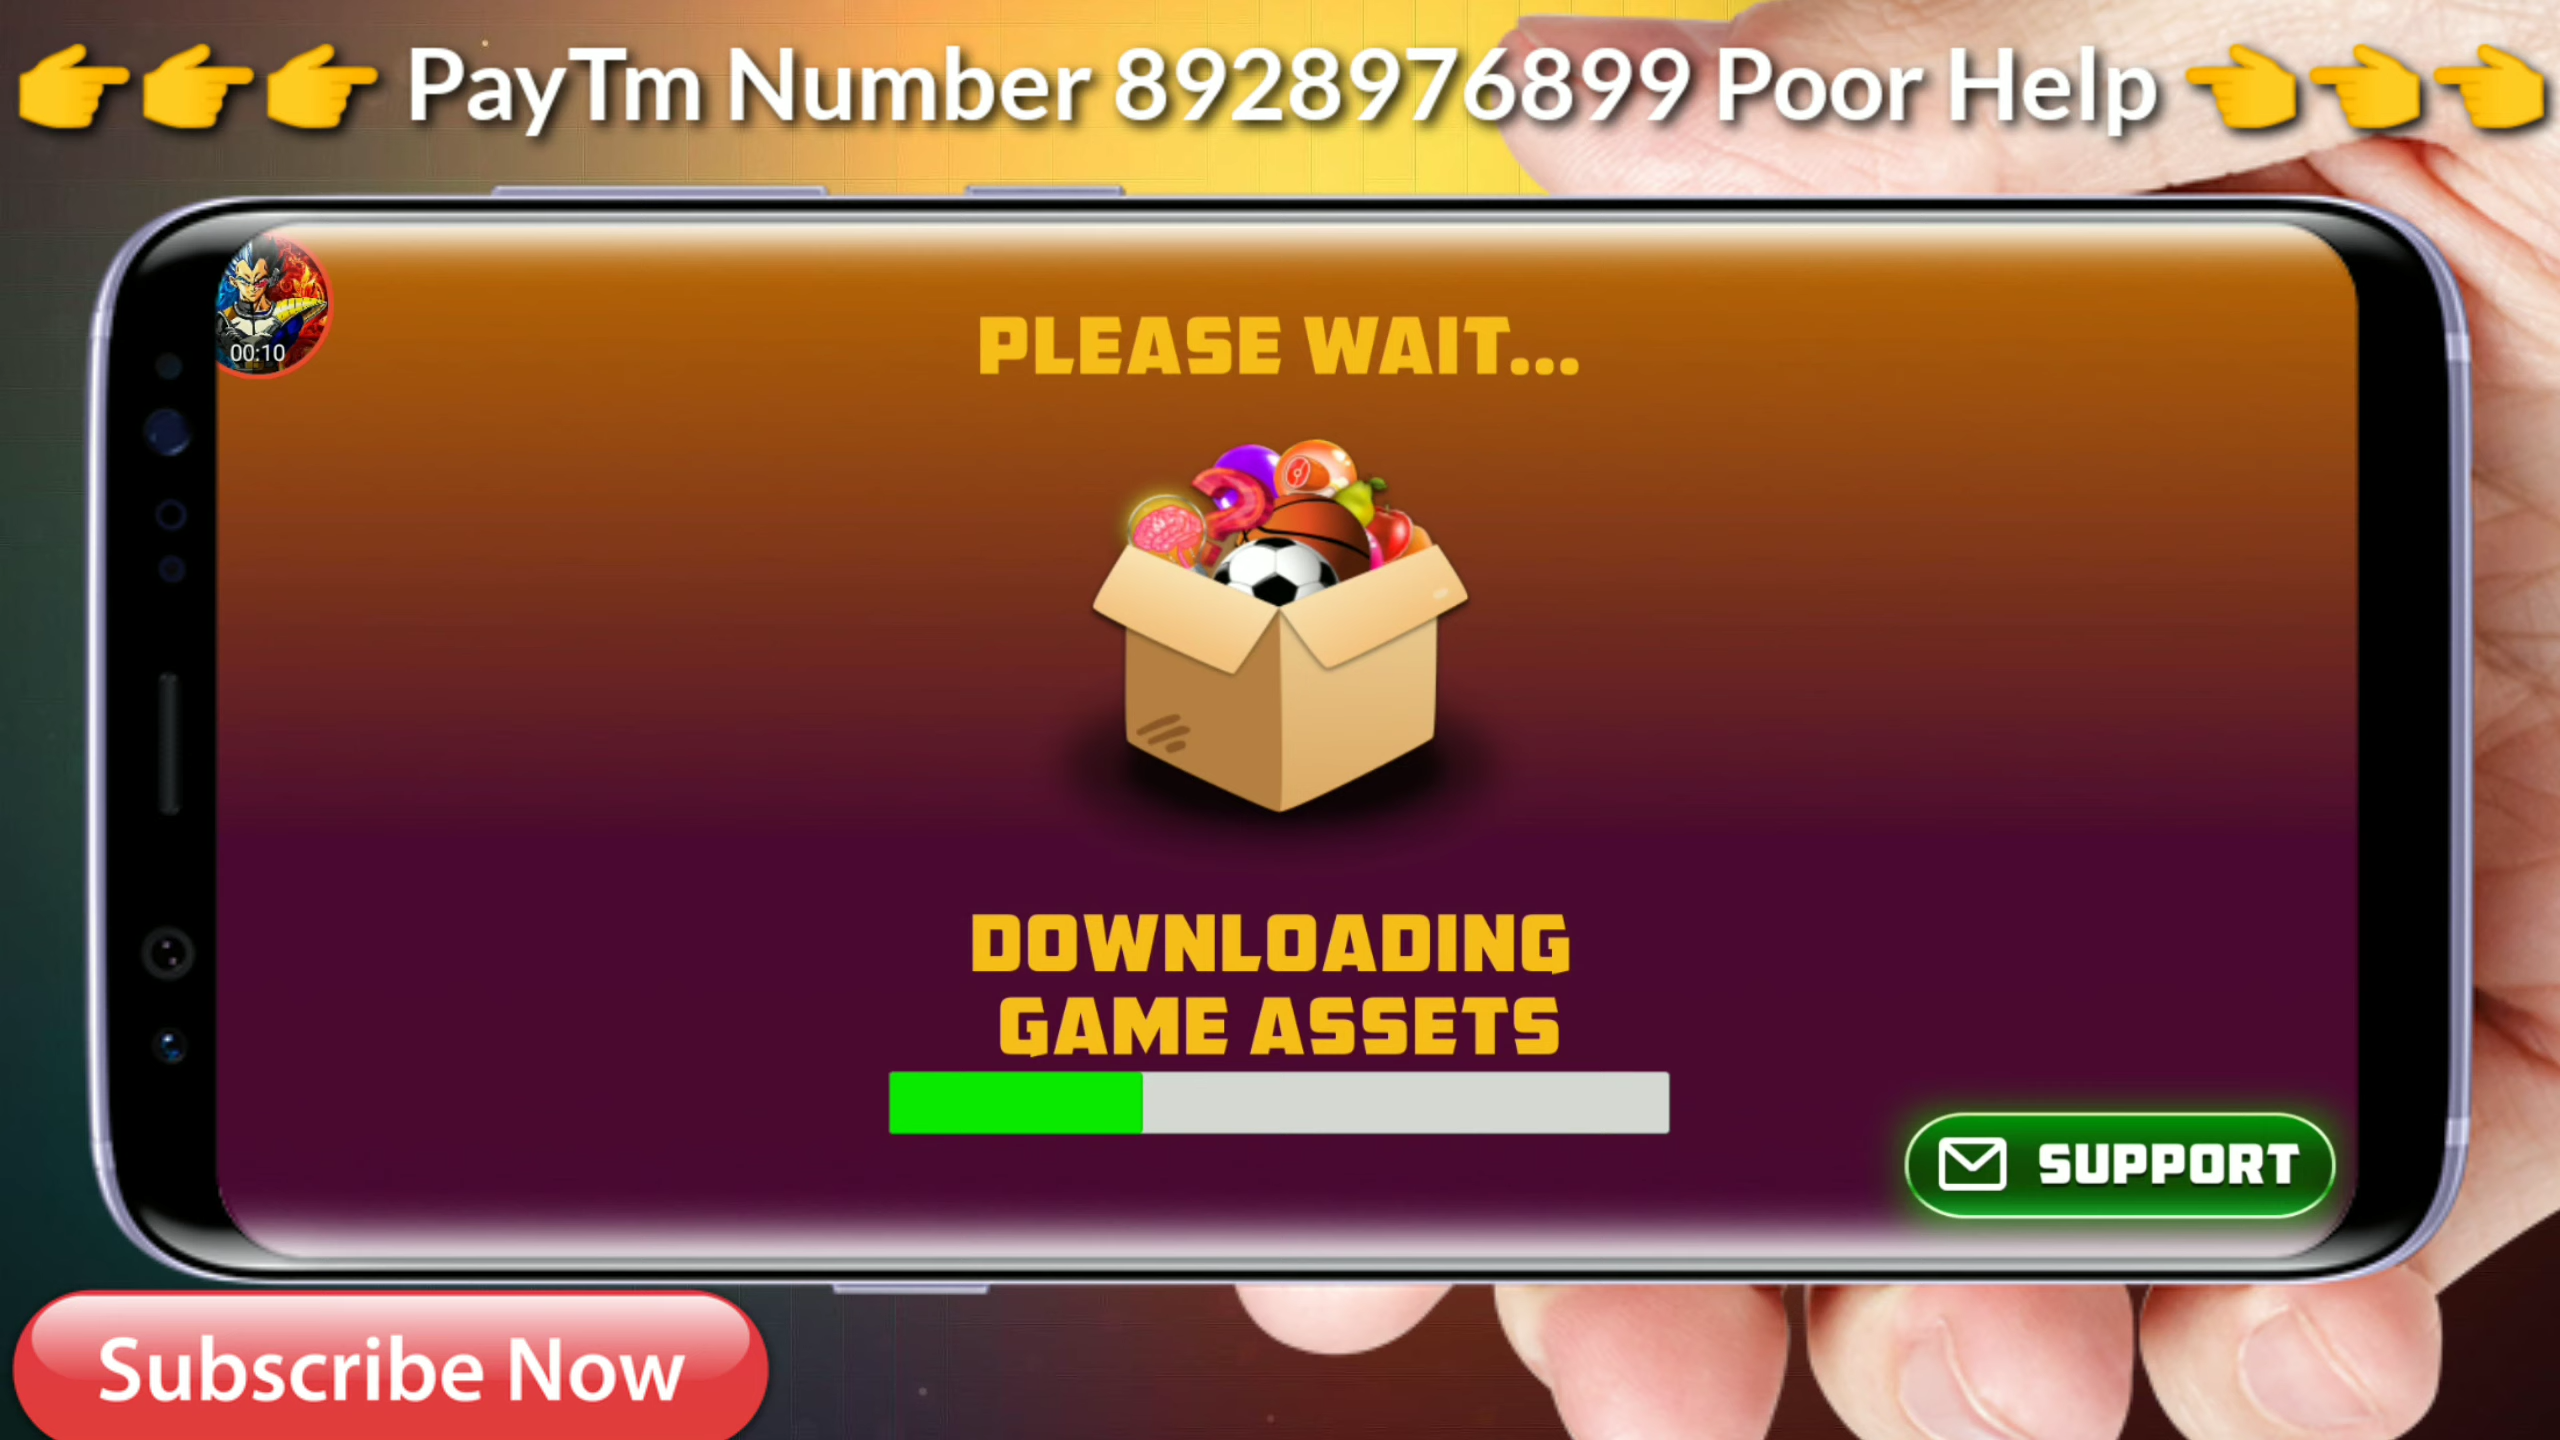 👉👉👉 PayTm Number 8928976899 Poor Help 👈👈👈
00:10
PLEASE WAIT...
DOWNLOADING
GAME ASSETS
SUPPORT
Subscribe Now